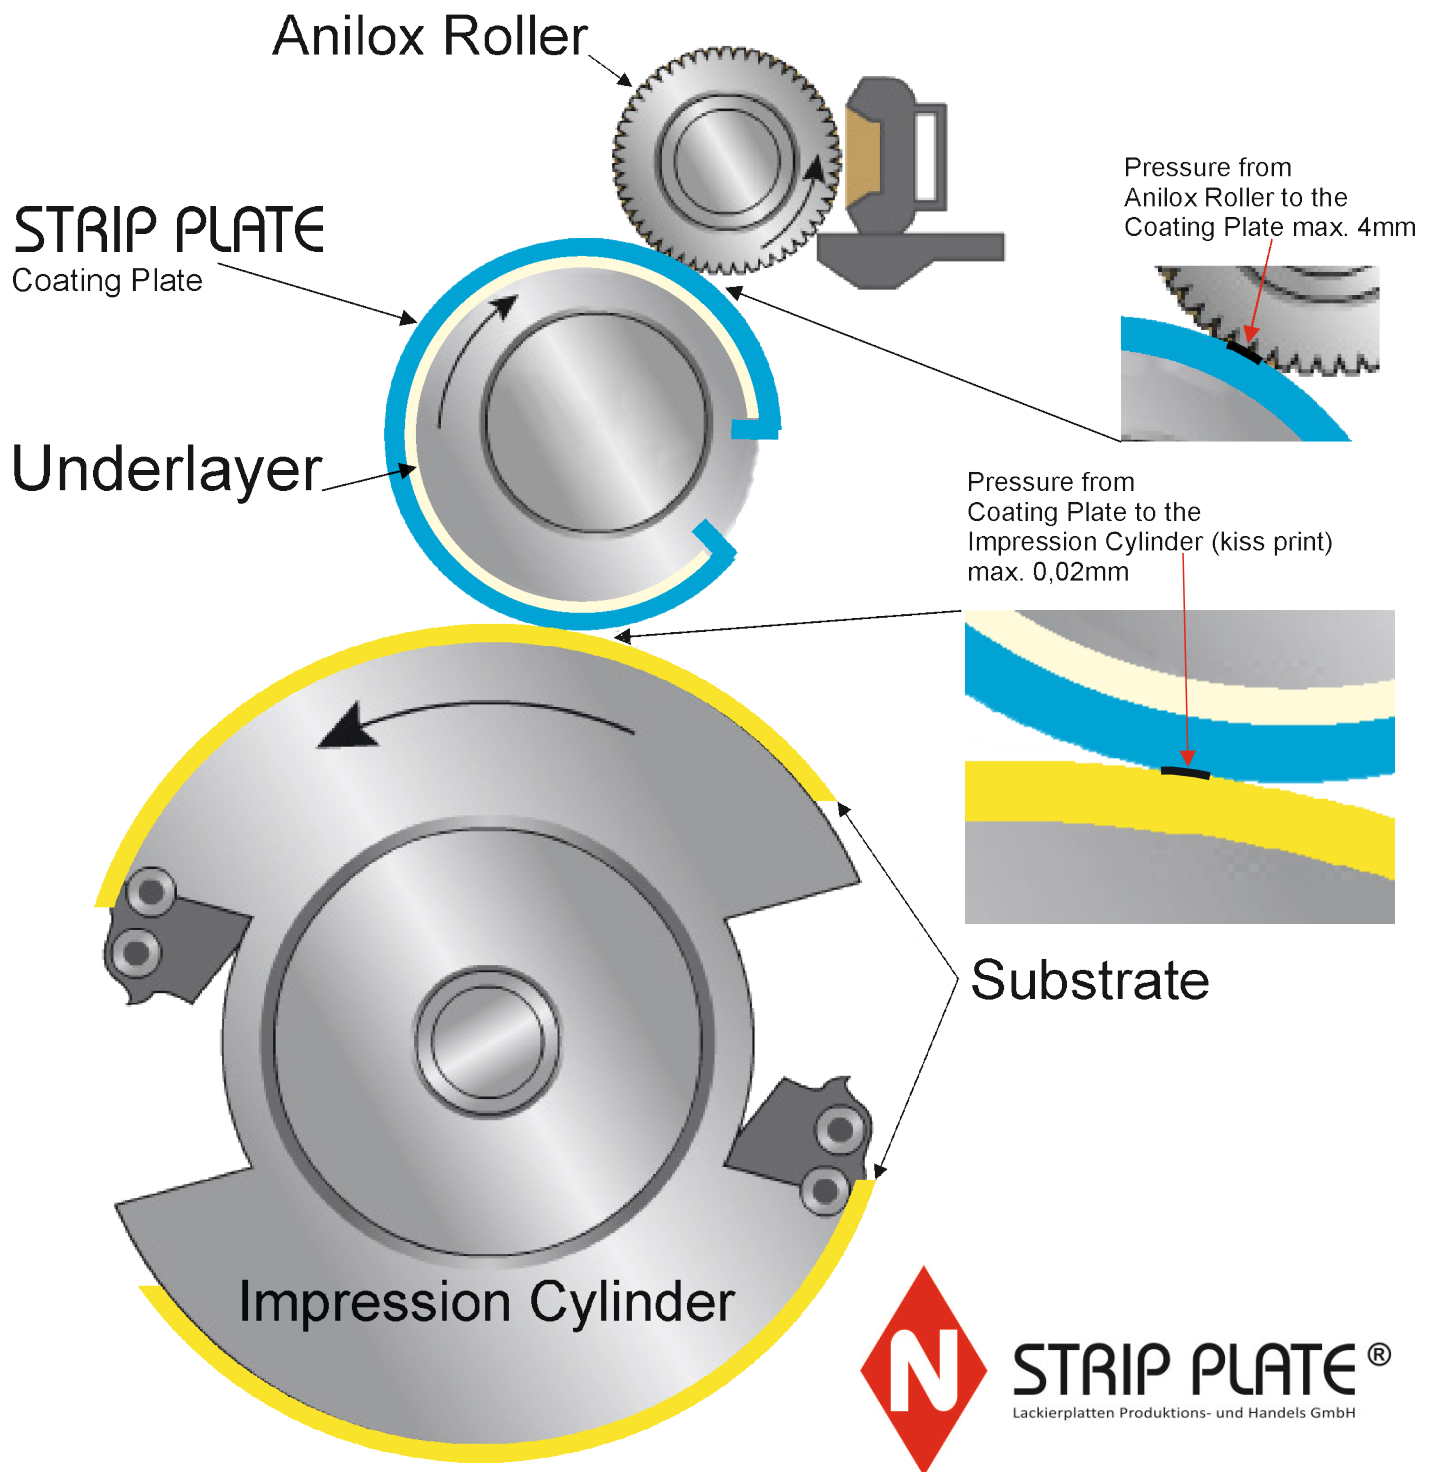 Anilox Roller
STRIP PLATE
Coating Plate
Pressure from
Anilox Roller to the
Coating Plate max. 4mm
Underlayer
Pressure from
Coating Plate to the
Impression Cylinder (kiss print)
max. 0,02mm
Substrate
Impression Cylinder
N
STRIP PLATE ®
Lackierplatten Produktions- und Handels GmbH